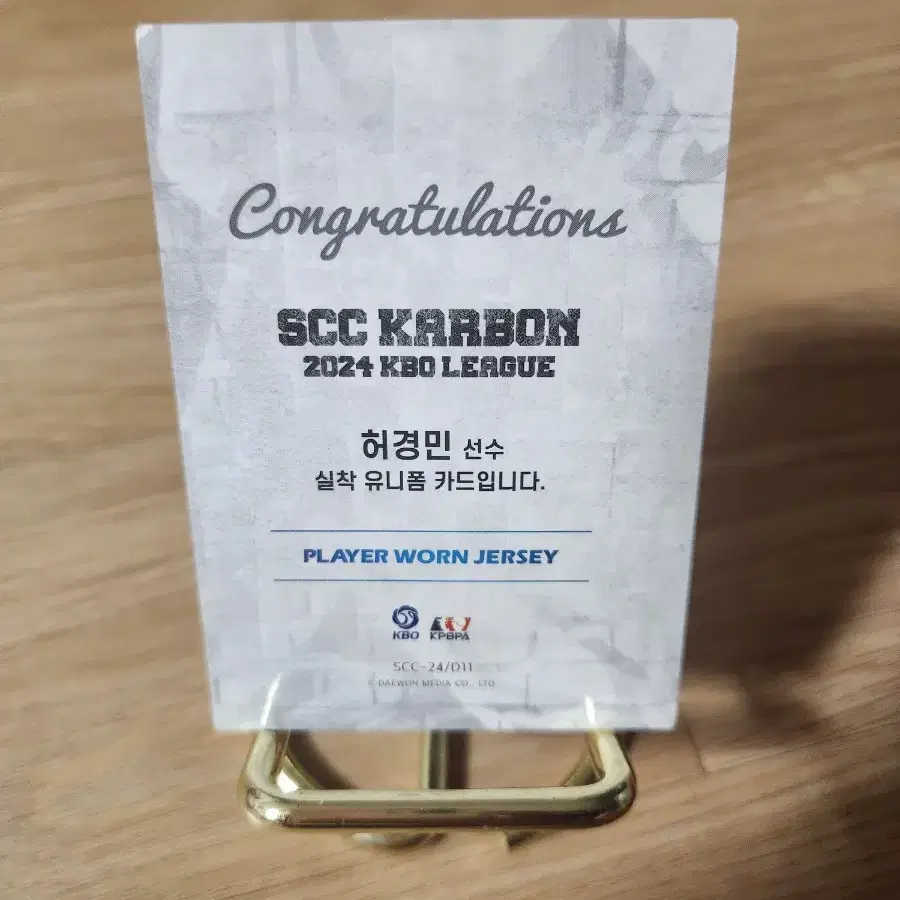 Congratulations
SCC KARBON
2024 KBO LEAGUE
허경민 선수
실착 유니폼 카드입니다.
PLAYER WORN JERSEY
KBO KPBPA
SCC-24/D11
© DAEWON MEDIA CO., LTD